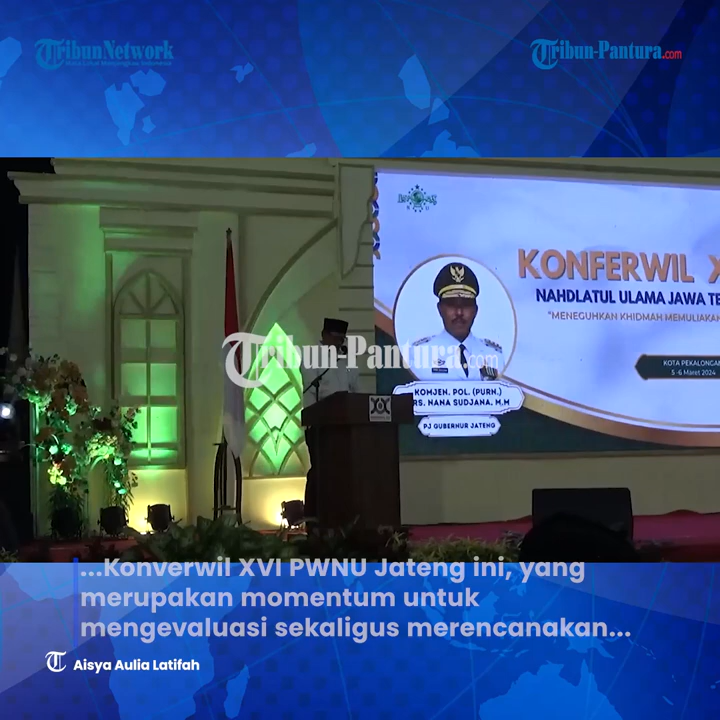 TribunNetwork
Tribun-Pantura.com
KONFERWIL X
NAHDLATUL ULAMA JAWA TE
"MENEGUHKAN KHIDMAH MEMULIAKAN
KOTA PEKALONGAN
5 -6 Maret 2024
KOMJEN. POL. (PURN.)
RS. NANA SUDJANA, M.M
PJ GUBERNUR JATENG
Tribun-Pantura.com
...Konverwil XVI PWNU Jateng ini, yang
merupakan momentum untuk
mengevaluasi sekaligus merencanakan...
Aisya Aulia Latifah